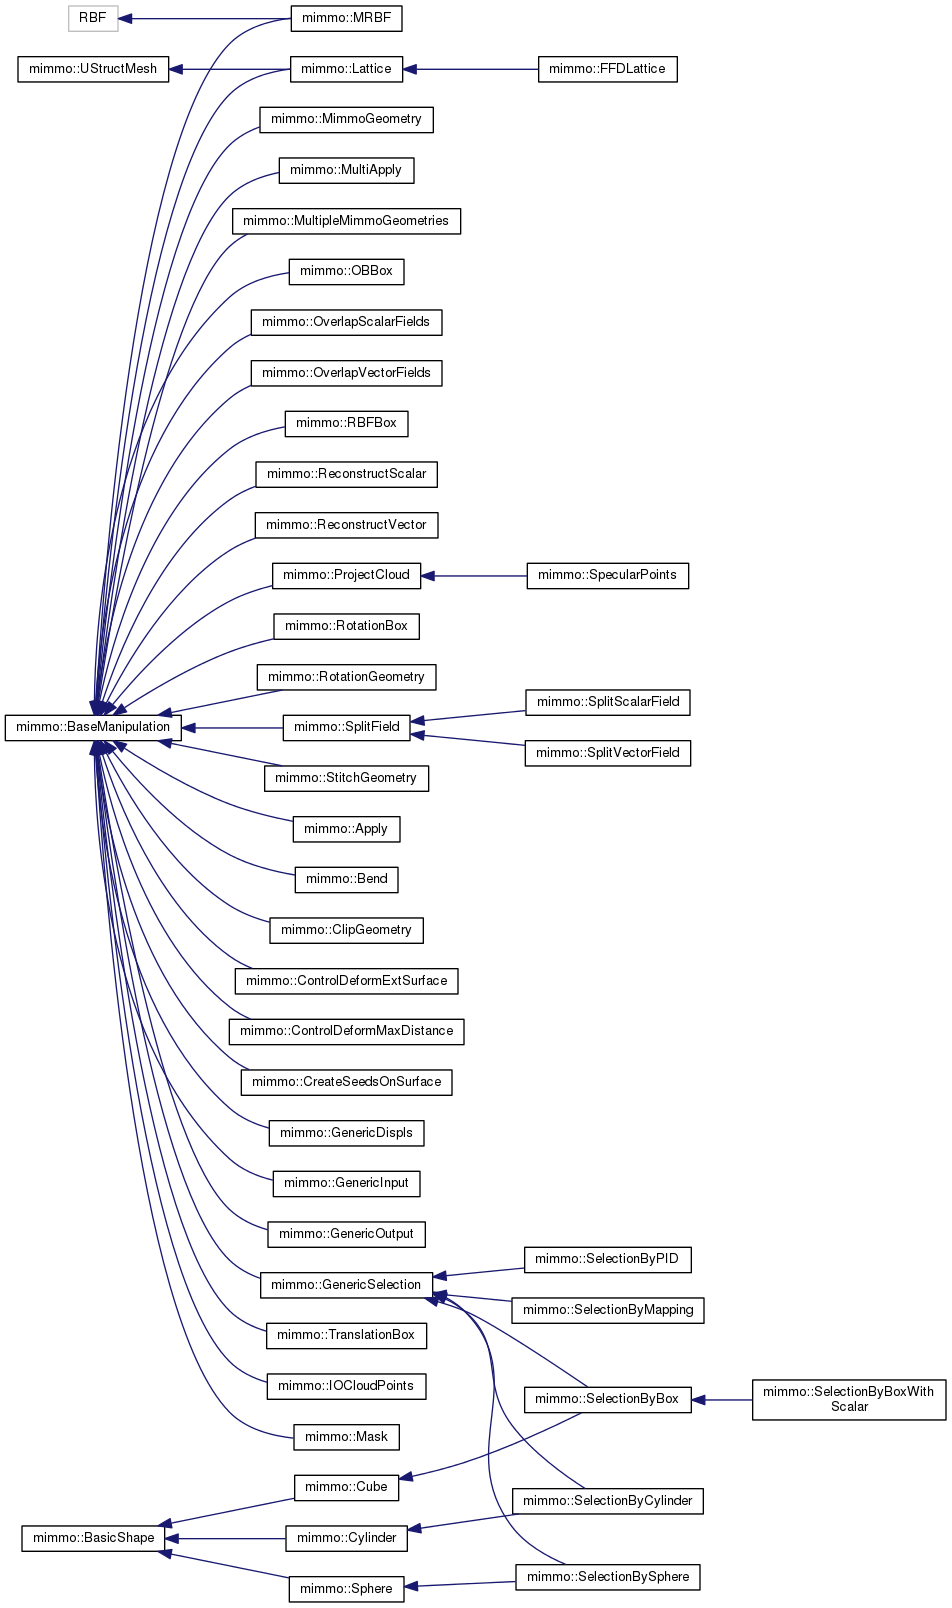 RBF
mimmo::MRBF
mimmo::UStructMesh
mimmo::Lattice
mimmo::FFDLattice
mimmo::MimmoGeometry
mimmo::MultiApply
mimmo::MultipleMimmoGeometries
mimmo::OBBox
mimmo::OverlapScalarFields
mimmo::OverlapVectorFields
mimmo::RBFBox
mimmo::ReconstructScalar
mimmo::ReconstructVector
mimmo::ProjectCloud
mimmo::SpecularPoints
mimmo::RotationBox
mimmo::RotationGeometry
mimmo::SplitScalarField
mimmo::BaseManipulation
mimmo::SplitField
mimmo::SplitVectorField
mimmo::StitchGeometry
mimmo::Apply
mimmo::Bend
mimmo::ClipGeometry
mimmo::ControlDeformExtSurface
mimmo::ControlDeformMaxDistance
mimmo::CreateSeedsOnSurface
mimmo::GenericDispls
mimmo::GenericInput
mimmo::GenericOutput
mimmo::SelectionByPID
mimmo::GenericSelection
mimmo::SelectionByMapping
mimmo::TranslationBox
mimmo::IOCloudPoints
mimmo::SelectionByBox
mimmo::SelectionByBoxWith
Scalar
mimmo::Mask
mimmo::Cube
mimmo::SelectionByCylinder
mimmo::BasicShape
mimmo::Cylinder
mimmo::SelectionBySphere
mimmo::Sphere